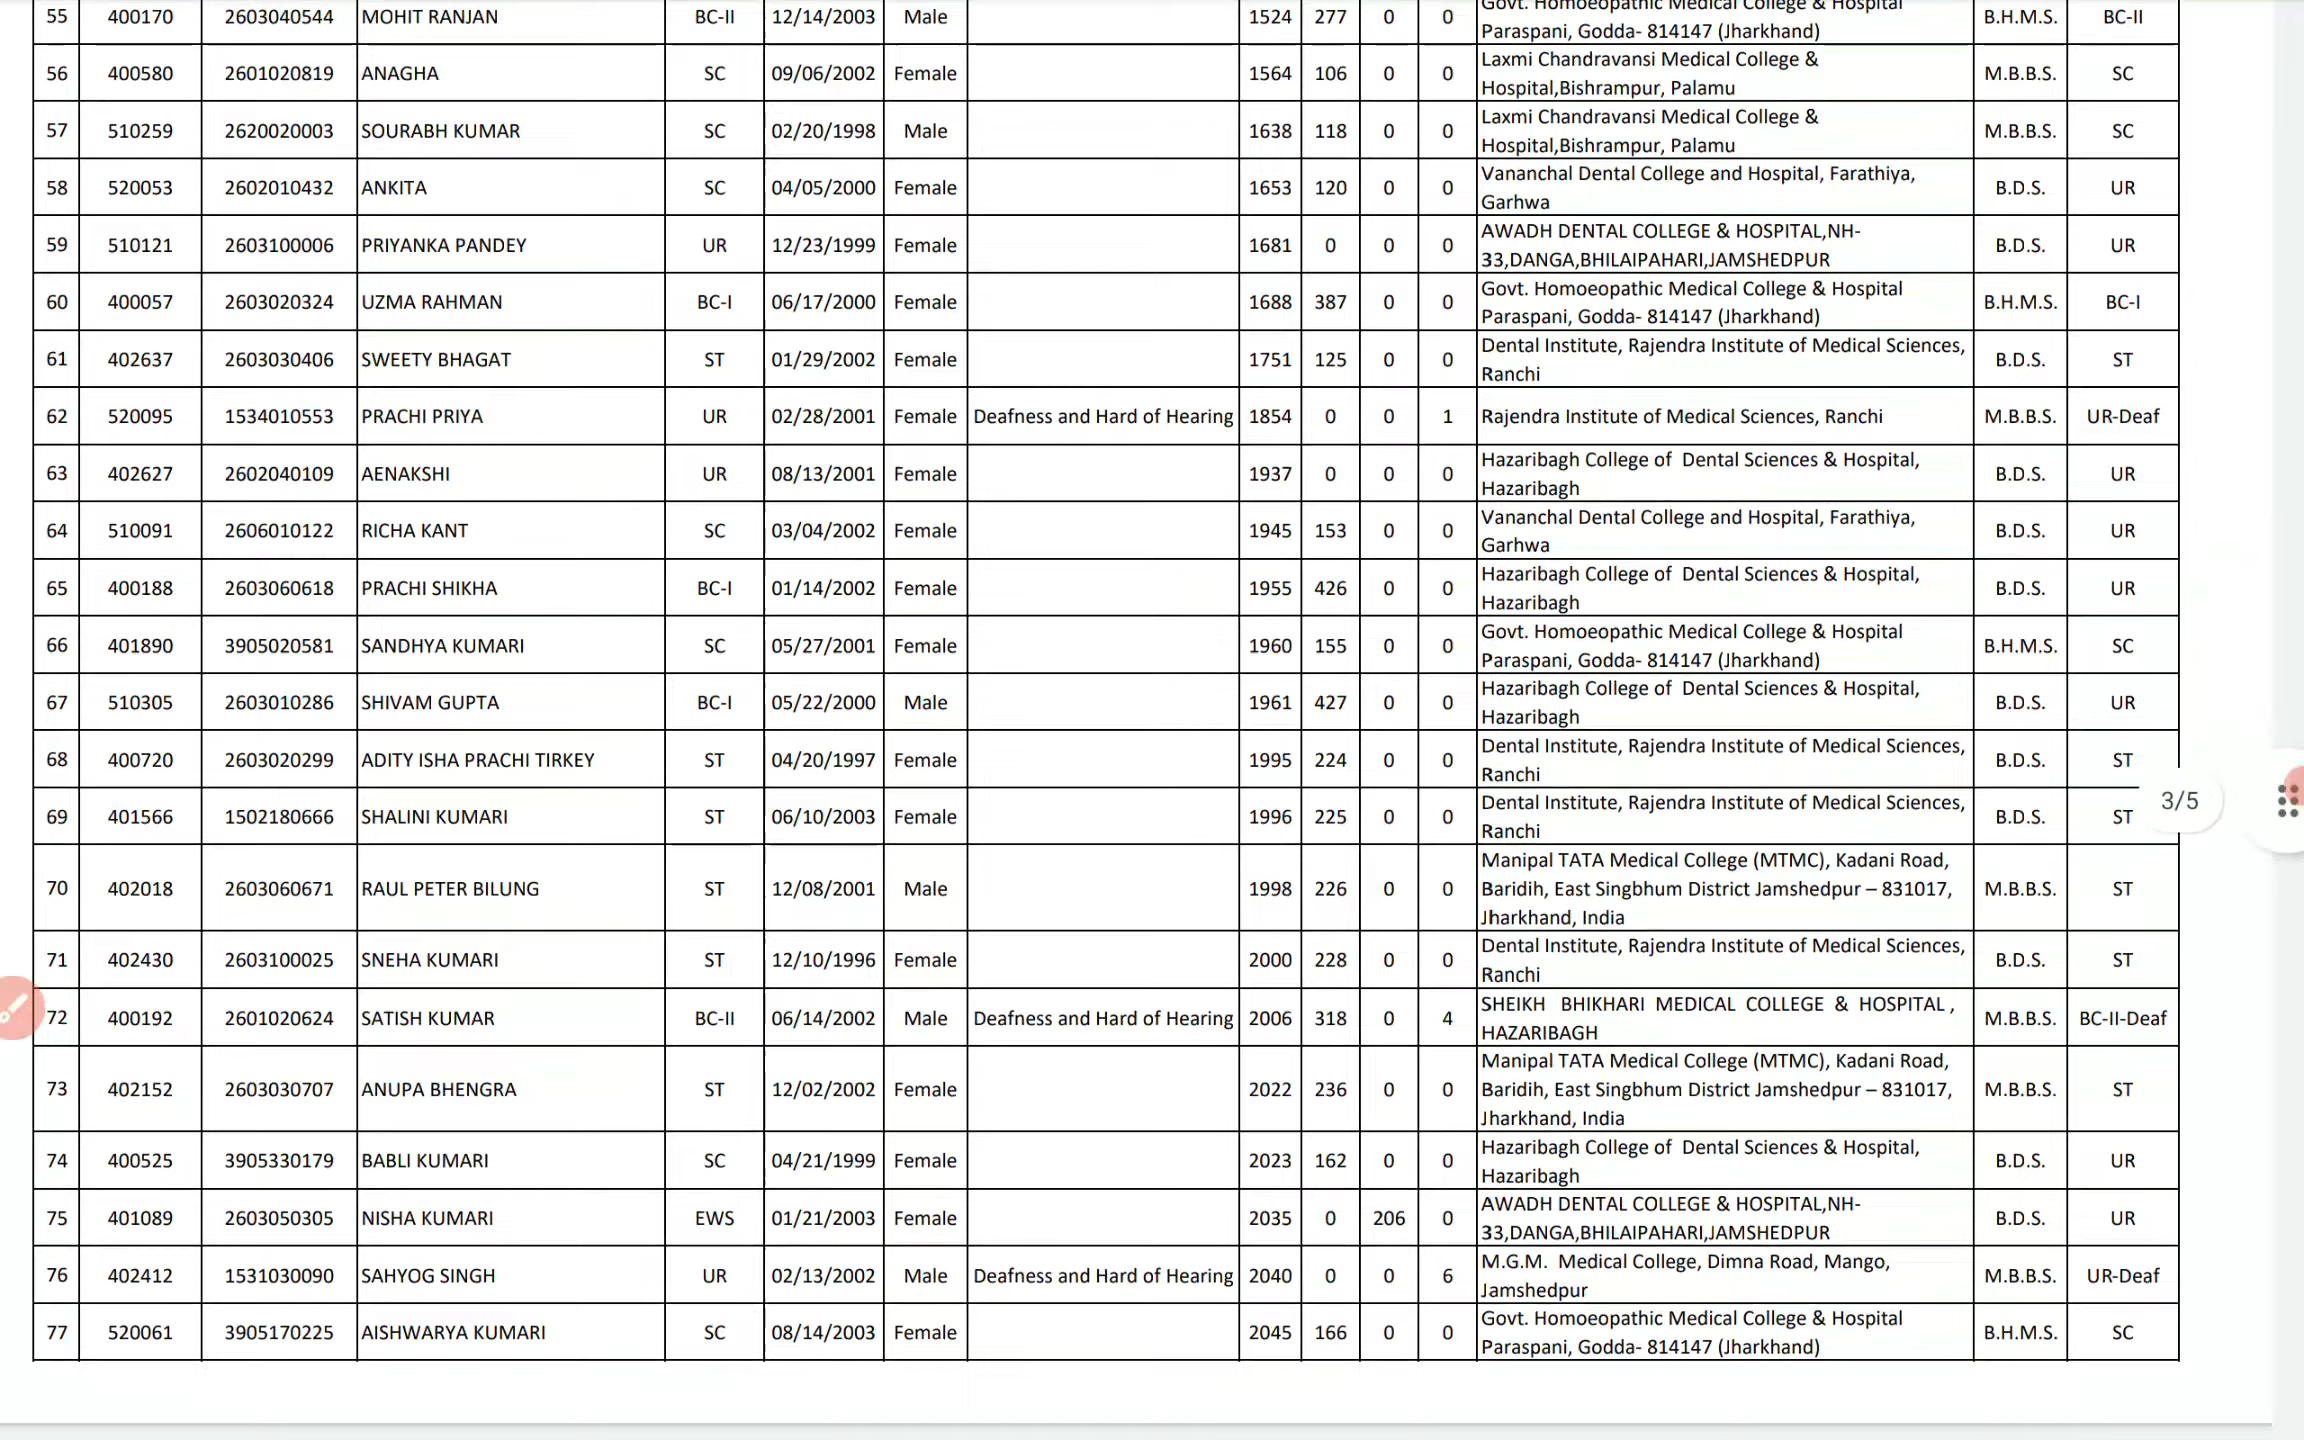 55 400170 2603040544 MOHIT RANJAN BC-II 12/14/2003 Male 1524 277 0 0 Govt. Homoeopathic Medical College & Hospital Paraspani, Godda- 814147 (Jharkhand) B.H.M.S. BC-II
56 400580 2601020819 ANAGHA SC 09/06/2002 Female 1564 106 0 0 Laxmi Chandravansi Medical College & Hospital,Bishrampur, Palamu M.B.B.S. SC
57 510259 2620020003 SOURABH KUMAR SC 02/20/1998 Male 1638 118 0 0 Laxmi Chandravansi Medical College & Hospital,Bishrampur, Palamu M.B.B.S. SC
58 520053 2602010432 ANKITA SC 04/05/2000 Female 1653 120 0 0 Vananchal Dental College and Hospital, Farathiya, Garhwa B.D.S. UR
59 510121 2603100006 PRIYANKA PANDEY UR 12/23/1999 Female 1681 0 0 0 AWADH DENTAL COLLEGE & HOSPITAL,NH-33,DANGA,BHILAIPAHARI,JAMSHEDPUR B.D.S. UR
60 400057 2603020324 UZMA RAHMAN BC-I 06/17/2000 Female 1688 387 0 0 Govt. Homoeopathic Medical College & Hospital Paraspani, Godda- 814147 (Jharkhand) B.H.M.S. BC-I
61 402637 2603030406 SWEETY BHAGAT ST 01/29/2002 Female 1751 125 0 0 Dental Institute, Rajendra Institute of Medical Sciences, Ranchi B.D.S. ST
62 520095 1534010553 PRACHI PRIYA UR 02/28/2001 Female Deafness and Hard of Hearing 1854 0 0 1 Rajendra Institute of Medical Sciences, Ranchi M.B.B.S. UR-Deaf
63 402627 2602040109 AENAKSHI UR 08/13/2001 Female 1937 0 0 0 Hazaribagh College of Dental Sciences & Hospital, Hazaribagh B.D.S. UR
64 510091 2606010122 RICHA KANT SC 03/04/2002 Female 1945 153 0 0 Vananchal Dental College and Hospital, Farathiya, Garhwa B.D.S. UR
65 400188 2603060618 PRACHI SHIKHA BC-I 01/14/2002 Female 1955 426 0 0 Hazaribagh College of Dental Sciences & Hospital, Hazaribagh B.D.S. UR
66 401890 3905020581 SANDHYA KUMARI SC 05/27/2001 Female 1960 155 0 0 Govt. Homoeopathic Medical College & Hospital Paraspani, Godda- 814147 (Jharkhand) B.H.M.S. SC
67 510305 2603010286 SHIVAM GUPTA BC-I 05/22/2000 Male 1961 427 0 0 Hazaribagh College of Dental Sciences & Hospital, Hazaribagh B.D.S. UR
68 400720 2603020299 ADITY ISHA PRACHI TIRKEY ST 04/20/1997 Female 1995 224 0 0 Dental Institute, Rajendra Institute of Medical Sciences, Ranchi B.D.S. ST
3/5
69 401566 1502180666 SHALINI KUMARI ST 06/10/2003 Female 1996 225 0 0 Dental Institute, Rajendra Institute of Medical Sciences, Ranchi B.D.S. ST
70 402018 2603060671 RAUL PETER BILUNG ST 12/08/2001 Male 1998 226 0 0 Manipal TATA Medical College (MTMC), Kadani Road, Baridih, East Singbhum District Jamshedpur – 831017, Jharkhand, India M.B.B.S. ST
71 402430 2603100025 SNEHA KUMARI ST 12/10/1996 Female 2000 228 0 0 Dental Institute, Rajendra Institute of Medical Sciences, Ranchi B.D.S. ST
72 400192 2601020624 SATISH KUMAR BC-II 06/14/2002 Male Deafness and Hard of Hearing 2006 318 0 4 SHEIKH BHIKHARI MEDICAL COLLEGE & HOSPITAL , HAZARIBAGH M.B.B.S. BC-II-Deaf
73 402152 2603030707 ANUPA BHENGRA ST 12/02/2002 Female 2022 236 0 0 Manipal TATA Medical College (MTMC), Kadani Road, Baridih, East Singbhum District Jamshedpur – 831017, Jharkhand, India M.B.B.S. ST
74 400525 3905330179 BABLI KUMARI SC 04/21/1999 Female 2023 162 0 0 Hazaribagh College of Dental Sciences & Hospital, Hazaribagh B.D.S. UR
75 401089 2603050305 NISHA KUMARI EWS 01/21/2003 Female 2035 0 206 0 AWADH DENTAL COLLEGE & HOSPITAL,NH-33,DANGA,BHILAIPAHARI,JAMSHEDPUR B.D.S. UR
76 402412 1531030090 SAHYOG SINGH UR 02/13/2002 Male Deafness and Hard of Hearing 2040 0 0 6 M.G.M. Medical College, Dimna Road, Mango, Jamshedpur M.B.B.S. UR-Deaf
77 520061 3905170225 AISHWARYA KUMARI SC 08/14/2003 Female 2045 166 0 0 Govt. Homoeopathic Medical College & Hospital Paraspani, Godda- 814147 (Jharkhand) B.H.M.S. SC